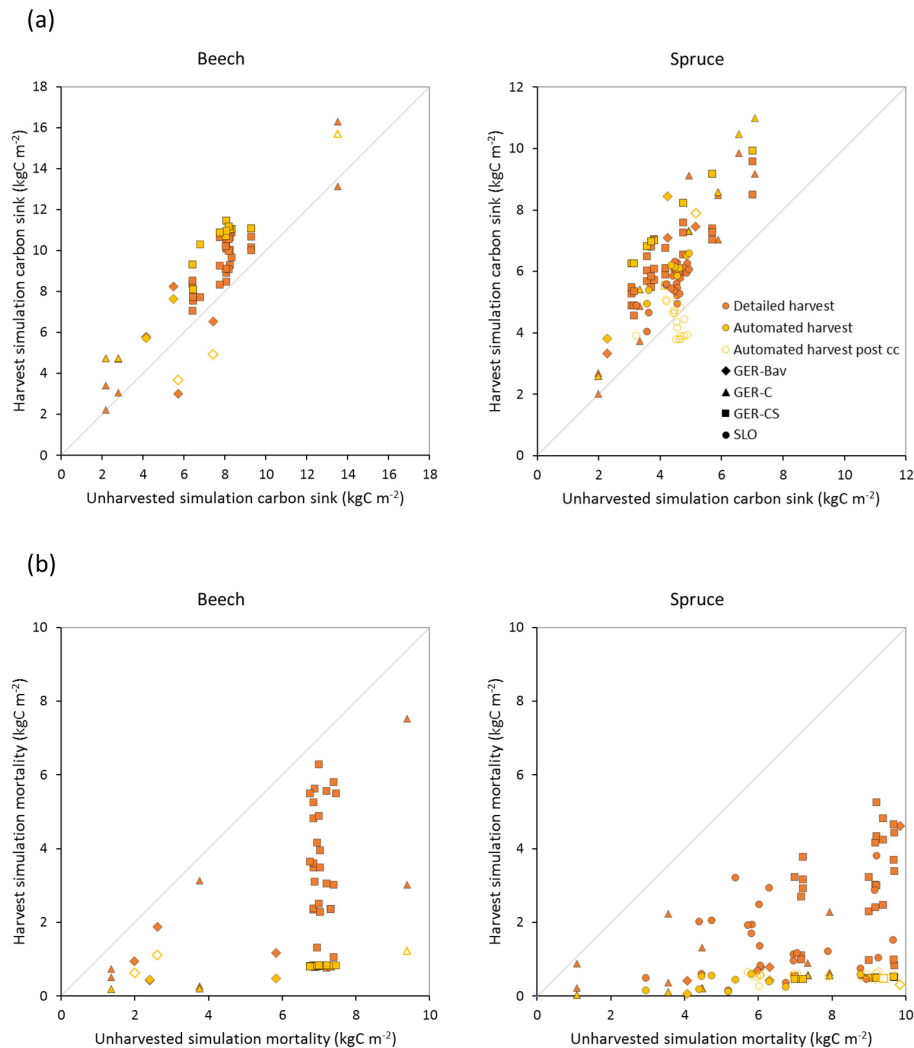 (a)
Beech
Spruce
18
16
14
12
10
8
6
4
2
0
Harvest simulation carbon sink (kgC m-2)
0 2 4 6 8 10 12 14 16 18
Unharvested simulation carbon sink (kgC m-2)
12
10
8
6
4
2
0
Harvest simulation carbon sink (kgC m-2)
Detailed harvest
Automated harvest
Automated harvest post cc
GER-Bav
GER-C
GER-CS
SLO
0 2 4 6 8 10 12
Unharvested simulation carbon sink (kgC m-2)
(b)
Beech
Spruce
10
8
6
4
2
0
Harvest simulation mortality (kgC m-2)
0 2 4 6 8 10
Unharvested simulation mortality (kgC m-2)
10
8
6
4
2
0
Harvest simulation mortality (kgC m-2)
0 2 4 6 8 10
Unharvested simulation mortality (kgC m-2)